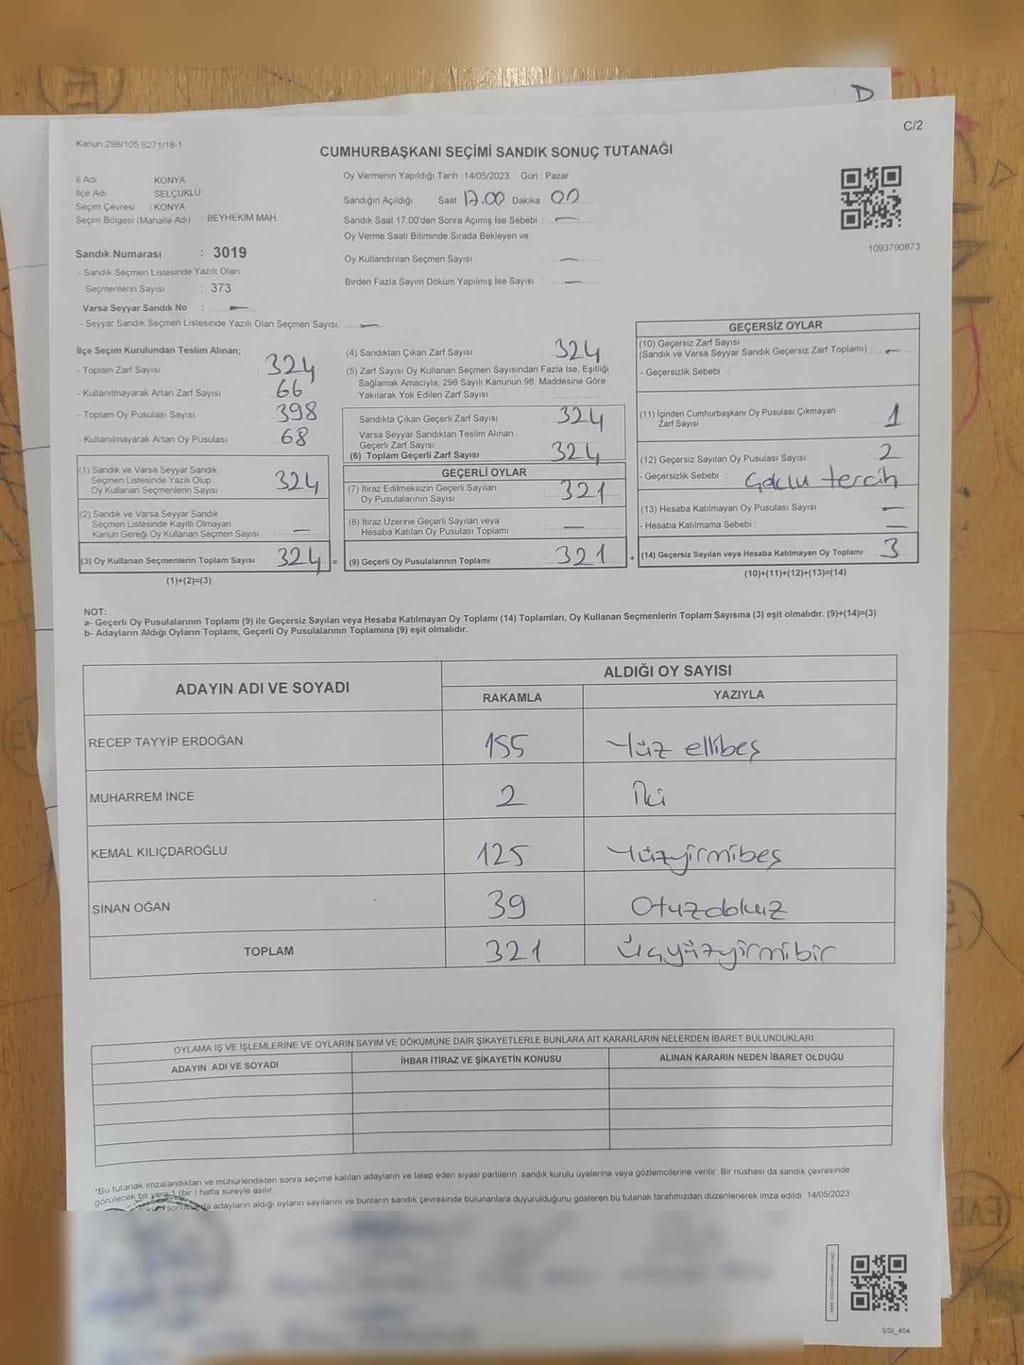 D
C/2
Kanun:298/105,6271/18-1
CUMHURBAŞKANI SEÇİMİ SANDIK SONUÇ TUTANAĞI
İl Adı : KONYA
İlçe Adı : SELÇUKLU
Seçim Çevresi : KONYA
Seçim Bölgesi (Mahalle Adı) : BEYHEKİM MAH.
Sandık Numarası : 3019
- Sandık Seçmen Listesinde Yazılı Olan
Seçmenlerin Sayısı : 373
Varsa Seyyar Sandık No : —
- Seyyar Sandık Seçmen Listesinde Yazılı Olan Seçmen Sayısı: —
Oy Vermenin Yapıldığı Tarih :14/05/2023 Gün : Pazar
Sandığın Açıldığı Saat 17.00 Dakika 00
Sandık Saat 17.00'den Sonra Açımış İse Sebebi : —
Oy Verme Saati Bitiminde Sırada Bekleyen ve
Oy Kullandırılan Seçmen Sayısı : —
Birden Fazla Sayım Döküm Yapılmış İse Sayısı : —
1093790873
İlçe Seçim Kurulundan Teslim Alınan;
- Toplam Zarf Sayısı : 324
- Kullanılmayarak Artan Zarf Sayısı : 66
- Toplam Oy Pusulası Sayısı : 398
- Kullanılmayarak Artan Oy Pusulası : 68
(1) Sandık ve Varsa Seyyar Sandık
Seçmen Listesinde Yazılı Olup
Oy Kullanan Seçmenlerin Sayısı : 324
(2) Sandık ve Varsa Seyyar Sandık
Seçmen Listesinde Kayıtlı Olmayan
Kanun Gereği Oy Kullanan Seçmen Sayısı : —
(3) Oy Kullanan Seçmenlerin Toplam Sayısı : 324 =
(1)+(2)=(3)
(4) Sandıktan Çıkan Zarf Sayısı : 324
(5) Zarf Sayısı Oy Kullanan Seçmen Sayısından Fazla İse, Eşitliği
Sağlamak Amacıyla, 298 Sayılı Kanunun 98. Maddesine Göre
Yakılarak Yok Edilen Zarf Sayısı :
Sandıkta Çıkan Geçerli Zarf Sayısı : 324
Varsa Seyyar Sandıktan Teslim Alınan
Geçerli Zarf Sayısı
(6) Toplam Geçerli Zarf Sayısı : 324
GEÇERLİ OYLAR
(7) İtiraz Edilmeksizin Geçerli Sayılan
Oy Pusulalarının Sayısı : 321
(8) İtiraz Üzerine Geçerli Sayılan veya
Hesaba Katılan Oy Pusulası Toplamı : —
(9) Geçerli Oy Pusulalarının Toplamı : 321 +
GEÇERSİZ OYLAR
(10) Geçersiz Zarf Sayısı
(Sandık ve Varsa Seyyar Sandık Geçersiz Zarf Toplamı) : —
- Geçersizlik Sebebi :
(11) İçinden Cumhurbaşkanı Oy Pusulası Çıkmayan
Zarf Sayısı : 1
(12) Geçersiz Sayılan Oy Pusulası Sayısı : 2
- Geçersizlik Sebebi : Çoklu tercih
(13) Hesaba Katılmayan Oy Pusulası Sayısı : —
- Hesaba Katılmama Sebebi : —
(14) Geçersiz Sayılan veya Hesaba Katılmayan Oy Toplamı : 3
(10)+(11)+(12)+(13)=(14)
NOT:
a- Geçerli Oy Pusulalarının Toplamı (9) ile Geçersiz Sayılan veya Hesaba Katılmayan Oy Toplamı (14) Toplamları, Oy Kullanan Seçmenlerin Toplam Sayısına (3) eşit olmalıdır. (9)+(14)=(3)
b- Adayların Aldığı Oyların Toplamı, Geçerli Oy Pusulalarının Toplamına (9) eşit olmalıdır.
ADAYIN ADI VE SOYADI
ALDIĞI OY SAYISI
RAKAMLA YAZIYLA
RECEP TAYYİP ERDOĞAN 155 Yüz ellibeş
MUHARREM İNCE 2 İki
KEMAL KILIÇDAROĞLU 125 Yüzyirmibeş
SİNAN OĞAN 39 Otuzdokuz
TOPLAM 321 Üçyüzyirmibir
OYLAMA İŞ VE İŞLEMLERİNE VE OYLARIN SAYIM VE DÖKÜMÜNE DAİR ŞİKAYETLERLE BUNLARA AİT KARARLARIN NELERDEN İBARET BULUNDUKLARI
ADAYIN ADI VE SOYADI İHBAR İTİRAZ VE ŞİKAYETİN KONUSU ALINAN KARARIN NEDEN İBARET OLDUĞU
*Bu tutanak imzalandıktan ve mühürlendikten sonra seçime katılan adayların ve talep eden siyasi partilerin sandık kurulu üyelerine veya gözlemcilerine verilir. Bir nüshası da sandık çevresinde
görülecek bir yere 1 (bir) hafta süreyle asılır.
adayların aldığı oyların sayılarını ve bunların sandık çevresinde bulunanlara duyurulduğunu gösteren bu tutanak tarafımızdan düzenlenerek imza edildi. 14/05/2023
SSI_404